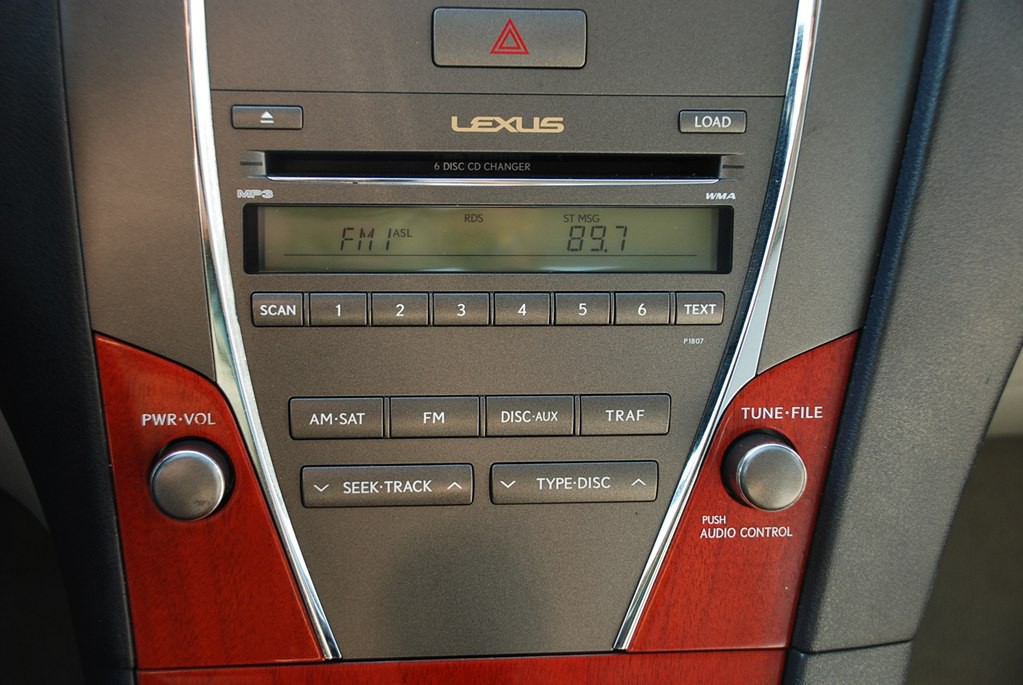 LEXUS
LOAD
6 DISC CD CHANGER
MP3
WMA
RDS
ST MSG
FM1 ASL
89.7
SCAN 1 2 3 4 5 6 TEXT
P1807
PWR·VOL
AM·SAT FM DISC·AUX TRAF
TUNE·FILE
SEEK·TRACK
TYPE·DISC
PUSH
AUDIO CONTROL